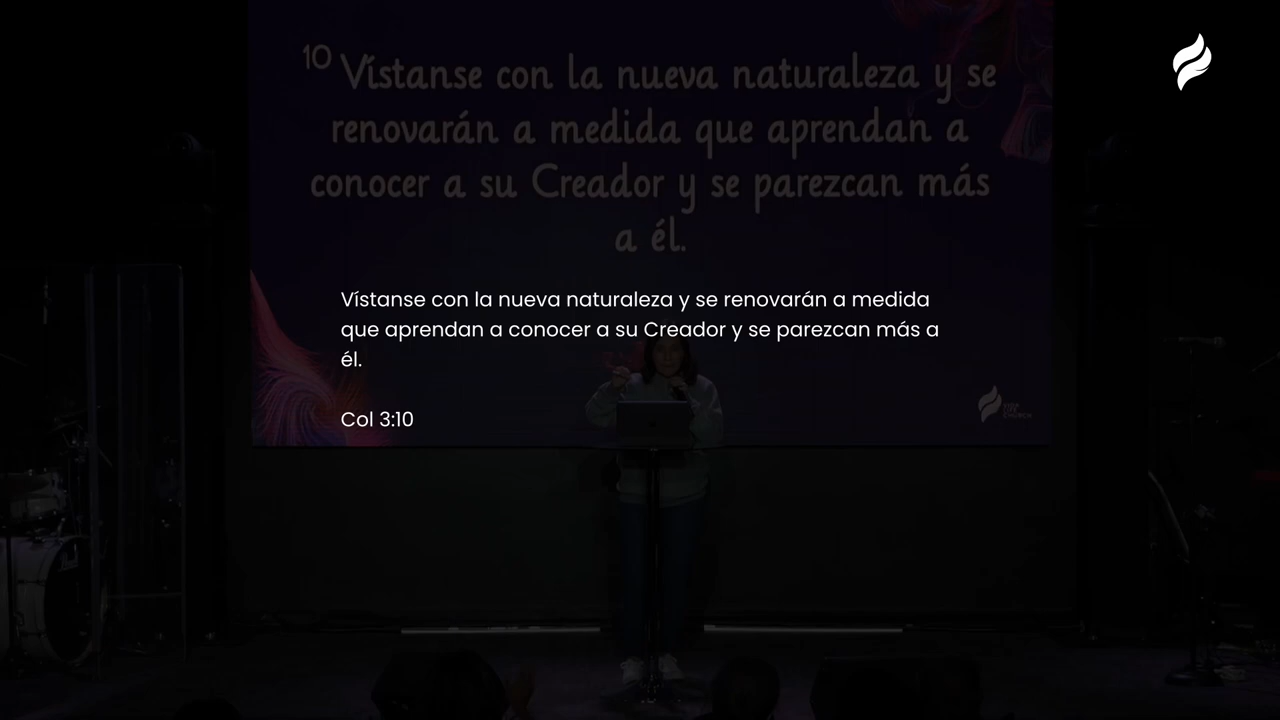 10 Vístanse con la nueva naturaleza y se
renovarán a medida que aprendan a
conocer a su Creador y se parezcan más
a él.
Vístanse con la nueva naturaleza y se renovarán a medida
que aprendan a conocer a su Creador y se parezcan más a
él.
Col 3:10
CHURCH